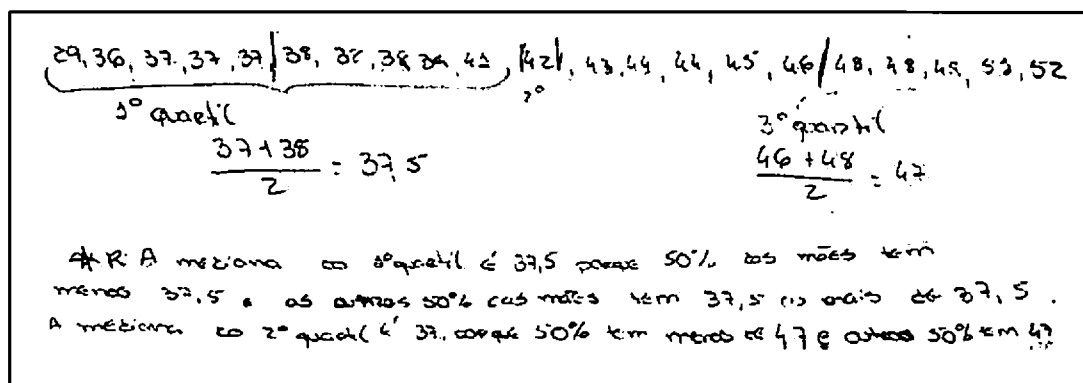 29, 36, 37, 37, 37 | 38, 38, 38, 39, 41, |42|, 43, 44, 44, 45, 46 / 48, 48, 49, 51, 52
1º quartil 2º 3º quartil
37+38 / 2 = 37,5
46+48 / 2 = 47
R: A mediana do 1º quartil é 37,5 porque 50% das mães tem
menos 37,5 e as outras 50% das mães tem 37,5 ou mais de 37,5.
A mediana do 2º quartil é 37. porque 50% tem menos de 47 e outros 50% tem 47